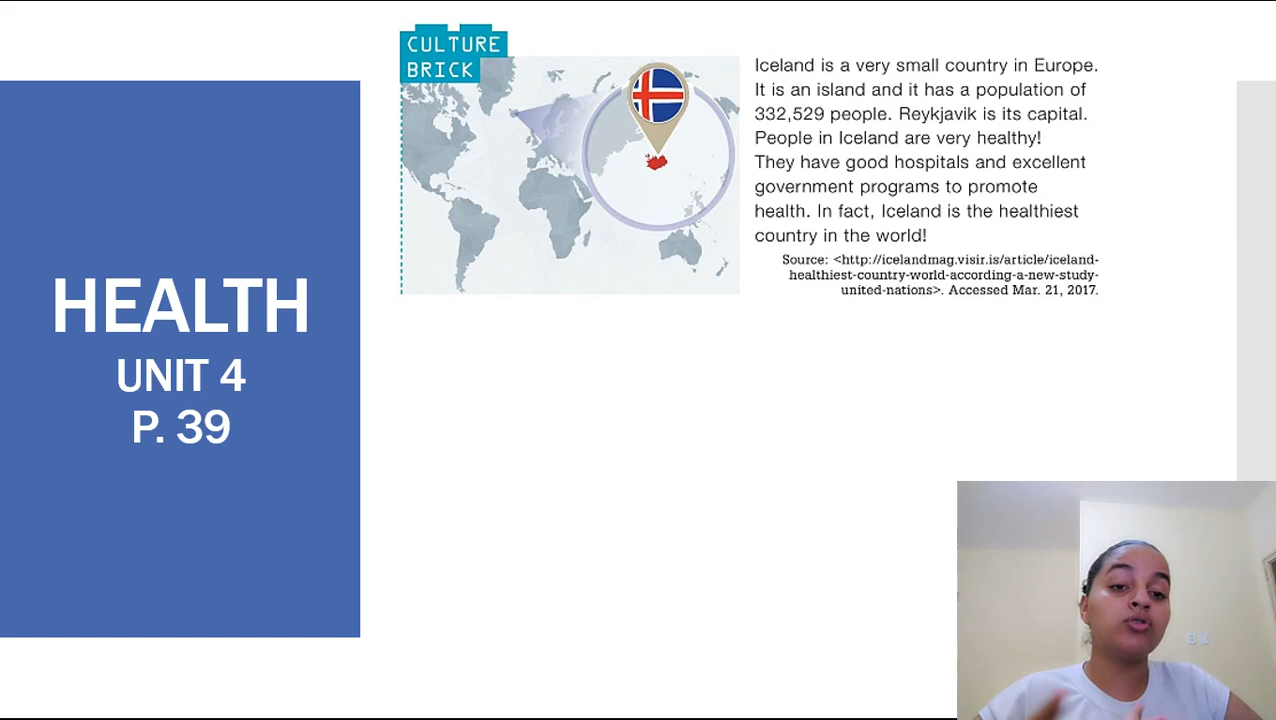 HEALTH
UNIT 4
P. 39
CULTURE
BRICK
Iceland is a very small country in Europe.
It is an island and it has a population of
332,529 people. Reykjavik is its capital.
People in Iceland are very healthy!
They have good hospitals and excellent
government programs to promote
health. In fact, Iceland is the healthiest
country in the world!
Source: <http://icelandmag.visir.is/article/iceland-
healthiest-country-world-according-a-new-study-
united-nations>. Accessed Mar. 21, 2017.